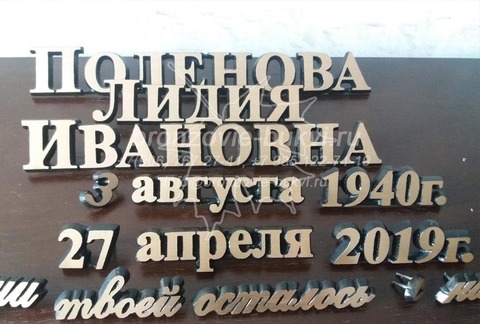 ПОЛЕНОВА
ЛИДИЯ
ИВАНОВНА
3 августа 1940г.
27 апреля 2019г.
твоей осталось